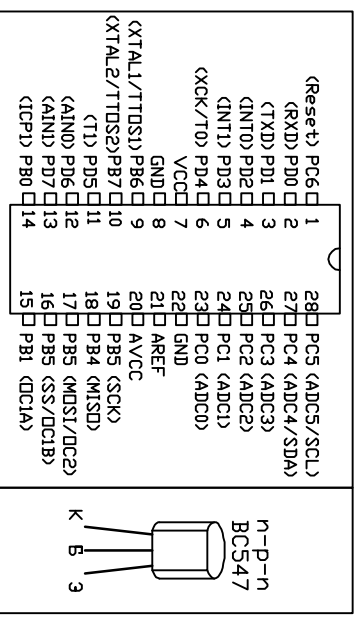 (Reset) PC6 1 28 PC5 (ADC5/SCL)
(RXD) PD0 2 27 PC4 (ADC4/SDA)
(TXD) PD1 3 26 PC3 (ADC3)
(INT0) PD2 4 25 PC2 (ADC2)
(INT1) PD3 5 24 PC1 (ADC1)
(XCK/T0) PD4 6 23 PC0 (ADC0)
VCC 7 22 GND
GND 8 21 AREF
(XTAL1/TTOS1)PB6 9 20 AVCC
(XTAL2/TTOS2)PB7 10 19 PB5 (SCK)
(T1) PD5 11 18 PB4 (MISO)
(AIN0) PD6 12 17 PB5 (MOSI/OC2)
(AIN1) PD7 13 16 PB5 (SS/OC1B)
(ICP1) PB0 14 15 PB1 (OC1A)
n-p-n
BC547
К Б Э